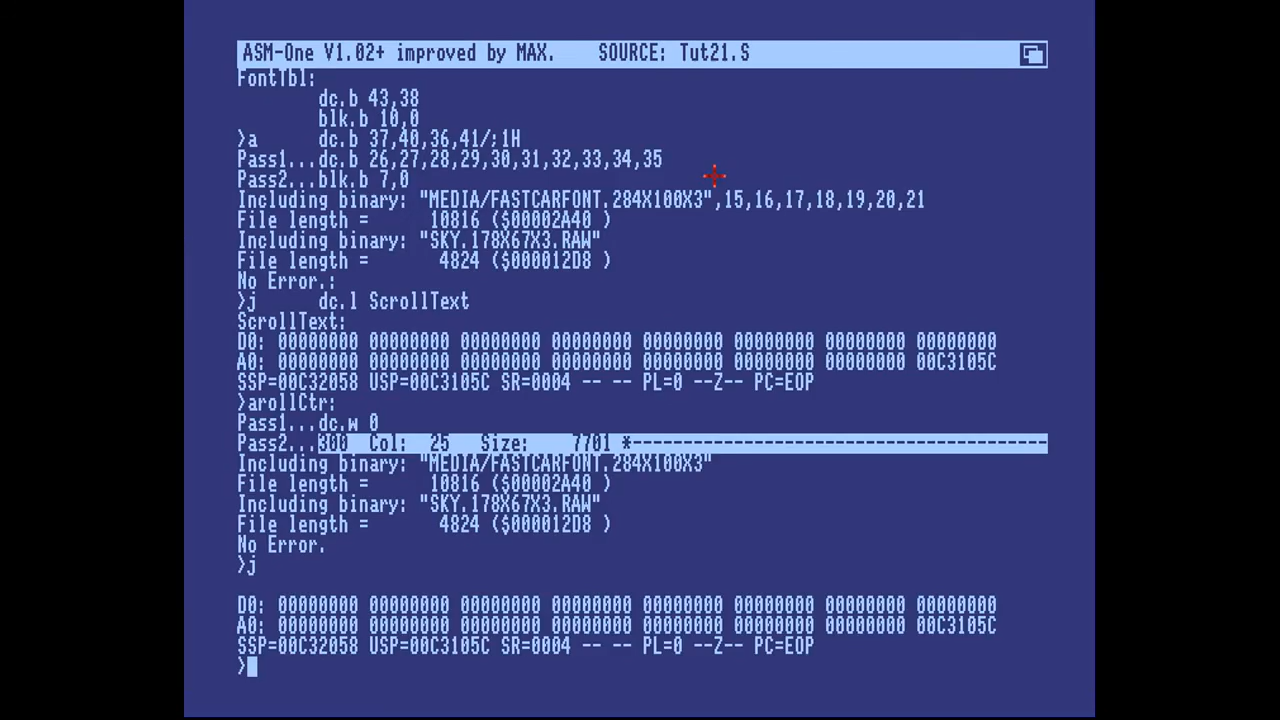 ASM-One V1.02+ improved by MAX. SOURCE: Tut21.S
FontTbl:
dc.b 43,38
blk.b 10,0
>a dc.b 37,40,36,41/;1H
Pass1...dc.b 26,27,28,29,30,31,32,33,34,35
Pass2...blk.b 7,0
Including binary: "MEDIA/FASTCARFONT.284X100X3",15,16,17,18,19,20,21
File length = 10816 ($00002A40 )
Including binary: "SKY.178X67X3.RAW"
File length = 4824 ($000012D8 )
No Error.:
>j dc.l ScrollText
ScrollText:
D0: 00000000 00000000 00000000 00000000 00000000 00000000 00000000 00000000
A0: 00000000 00000000 00000000 00000000 00000000 00000000 00000000 00C3105C
SSP=00C32058 USP=00C3105C SR=0004 -- -- PL=0 --Z-- PC=EOP
>arollCtr:
Pass1...dc.w 0
Pass2...300 Col: 25 Size: 7701 *-----------------------------------------
Including binary: "MEDIA/FASTCARFONT.284X100X3"
File length = 10816 ($00002A40 )
Including binary: "SKY.178X67X3.RAW"
File length = 4824 ($000012D8 )
No Error.
>j
D0: 00000000 00000000 00000000 00000000 00000000 00000000 00000000 00000000
A0: 00000000 00000000 00000000 00000000 00000000 00000000 00000000 00C3105C
SSP=00C32058 USP=00C3105C SR=0004 -- -- PL=0 --Z-- PC=EOP
>